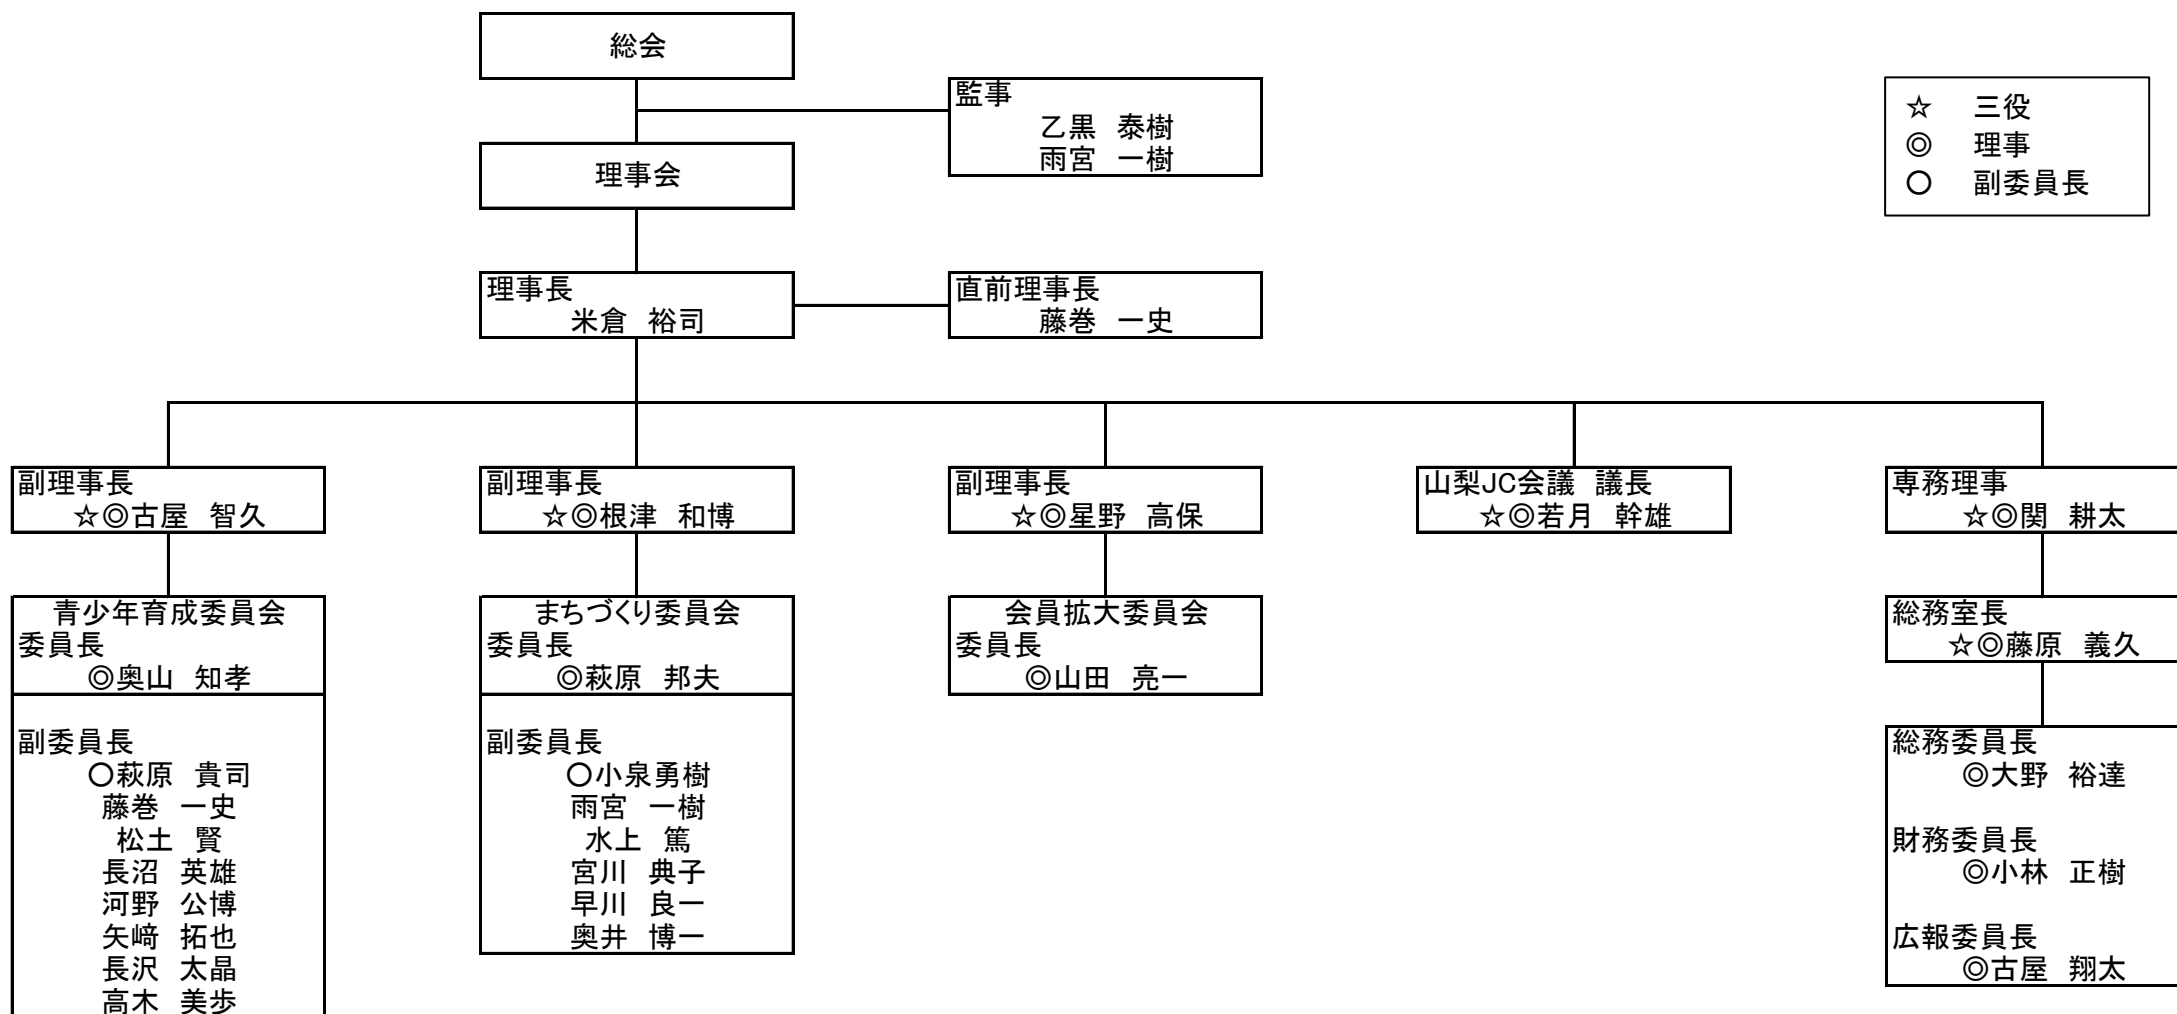 総会
監事
乙黒 泰樹
雨宮 一樹
☆ 三役
◎ 理事
○ 副委員長
理事会
理事長
米倉 裕司
直前理事長
藤巻 一史
副理事長
☆◎古屋 智久
副理事長
☆◎根津 和博
副理事長
☆◎星野 高保
山梨JC会議 議長
☆◎若月 幹雄
専務理事
☆◎関 耕太
青少年育成委員会
委員長
◎奥山 知孝
副委員長
○萩原 貴司
藤巻 一史
松土 賢
長沼 英雄
河野 公博
矢﨑 拓也
長沢 太晶
高木 美歩
まちづくり委員会
委員長
◎萩原 邦夫
副委員長
○小泉勇樹
雨宮 一樹
水上 篤
宮川 典子
早川 良一
奥井 博一
会員拡大委員会
委員長
◎山田 亮一
総務室長
☆◎藤原 義久
総務委員長
◎大野 裕達
財務委員長
◎小林 正樹
広報委員長
◎古屋 翔太